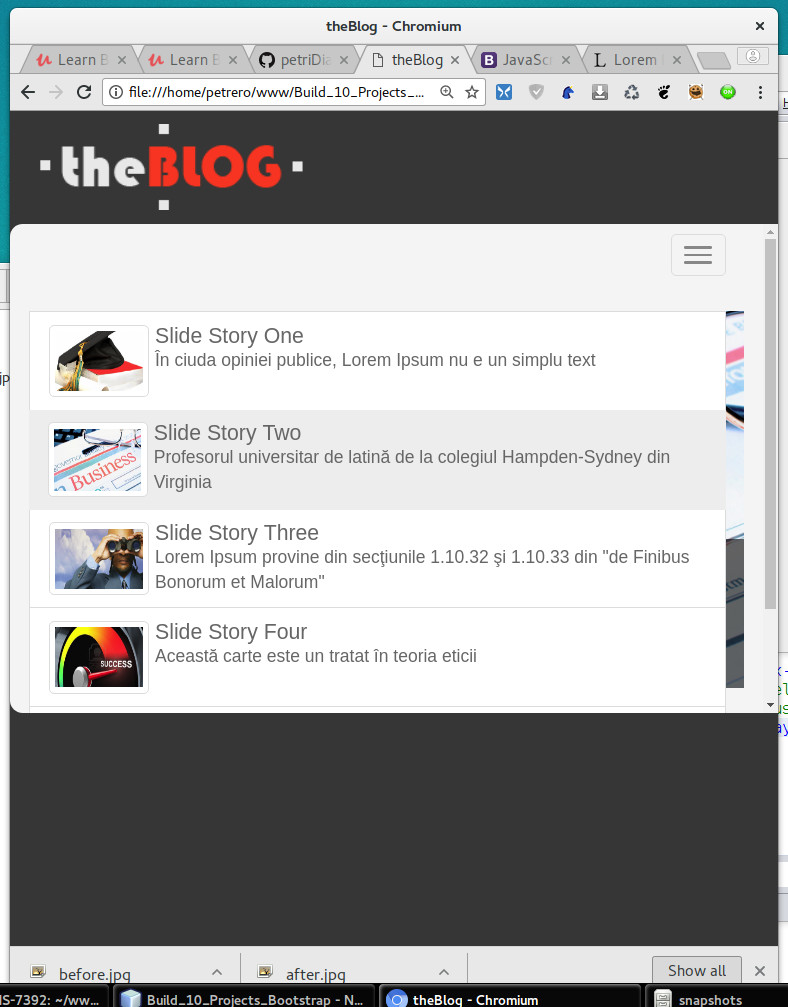 theBlog - Chromium
Learn B
Learn B
petriDia
theBlog
JavaScr
Lorem
file:///home/petrero/www/Build_10_Projects_...
theBLOG
Slide Story One
În ciuda opiniei publice, Lorem Ipsum nu e un simplu text
Slide Story Two
Profesorul universitar de latină de la colegiul Hampden-Sydney din
Virginia
Business
Slide Story Three
Lorem Ipsum provine din secţiunile 1.10.32 şi 1.10.33 din "de Finibus
Bonorum et Malorum"
Slide Story Four
Această carte este un tratat în teoria eticii
SUCCESS
before.jpg
after.jpg
Show all
IS-7392: ~/ww...
Build_10_Projects_Bootstrap - N...
theBlog - Chromium
snapshots